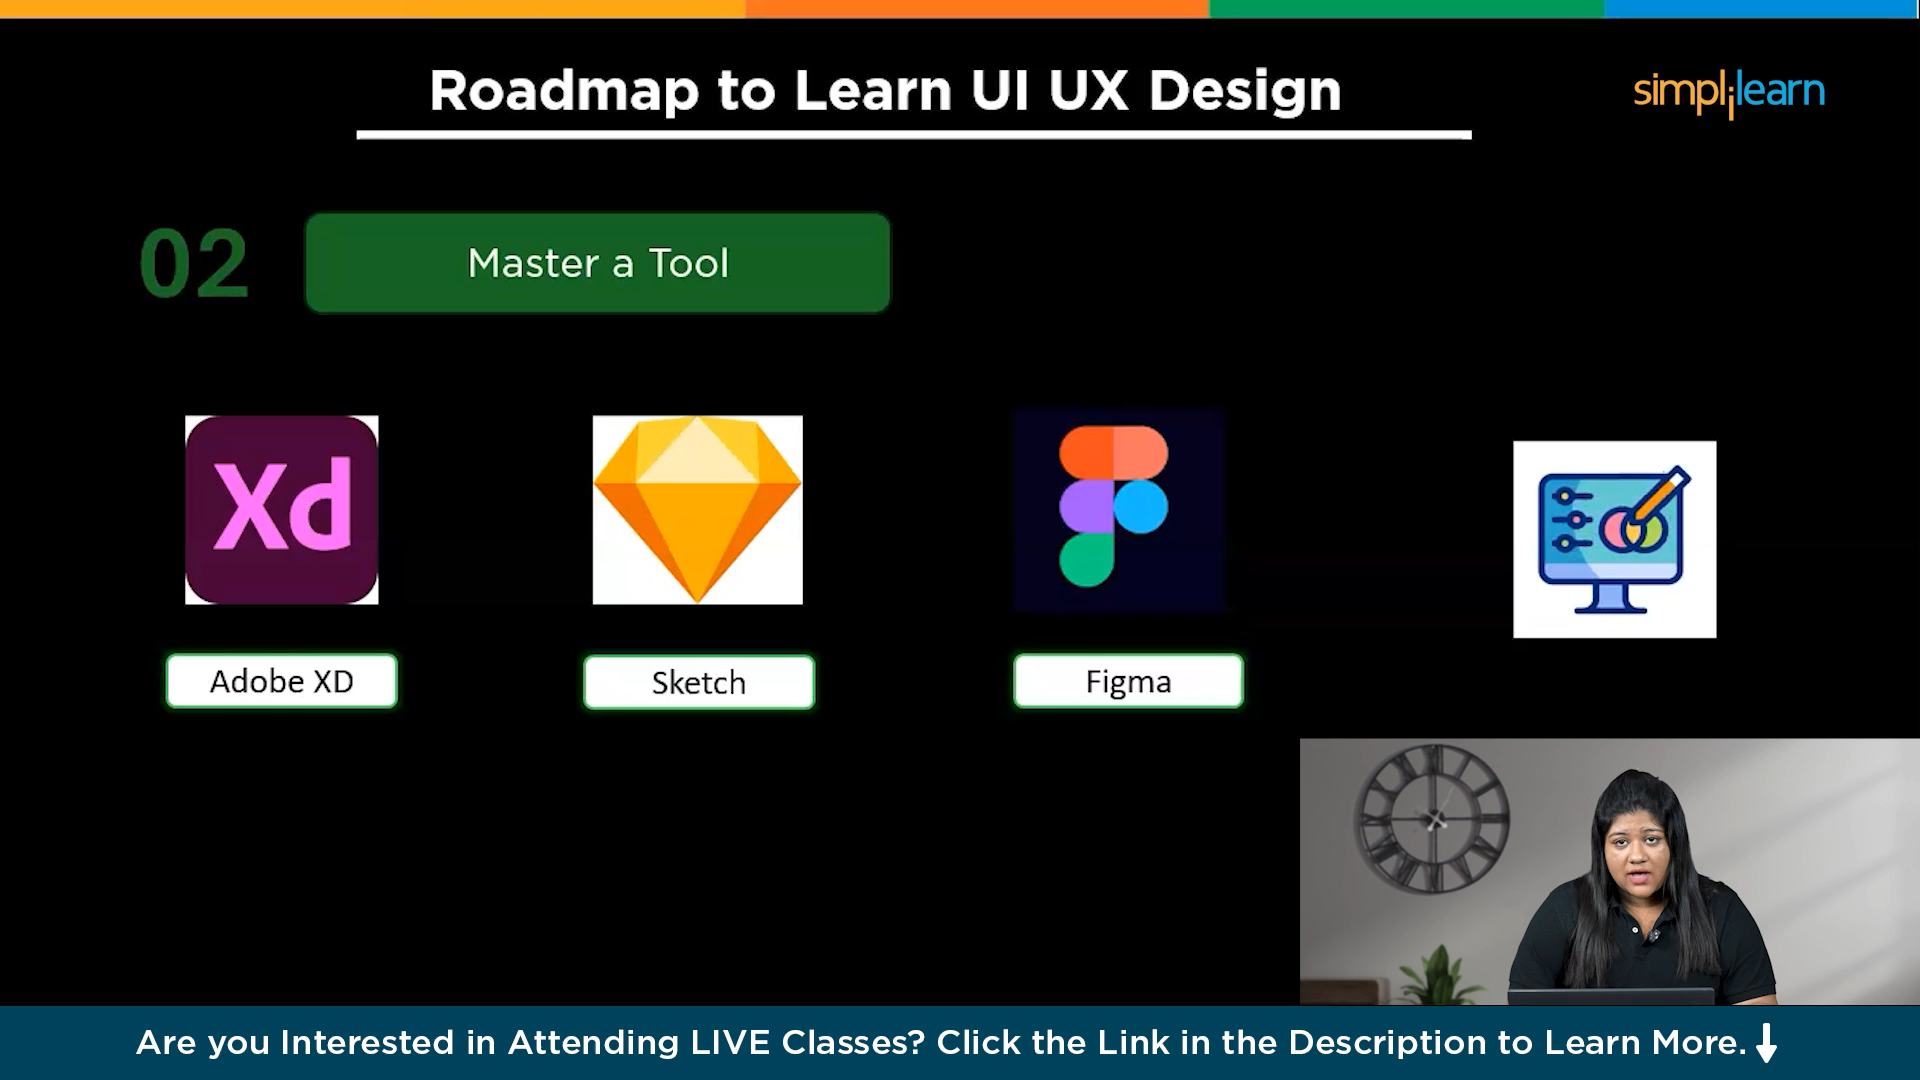 Roadmap to Learn UI UX Design
simplilearn
02
Master a Tool
Xd
Adobe XD
Sketch
Figma
Are you Interested in Attending LIVE Classes? Click the Link in the Description to Learn More.